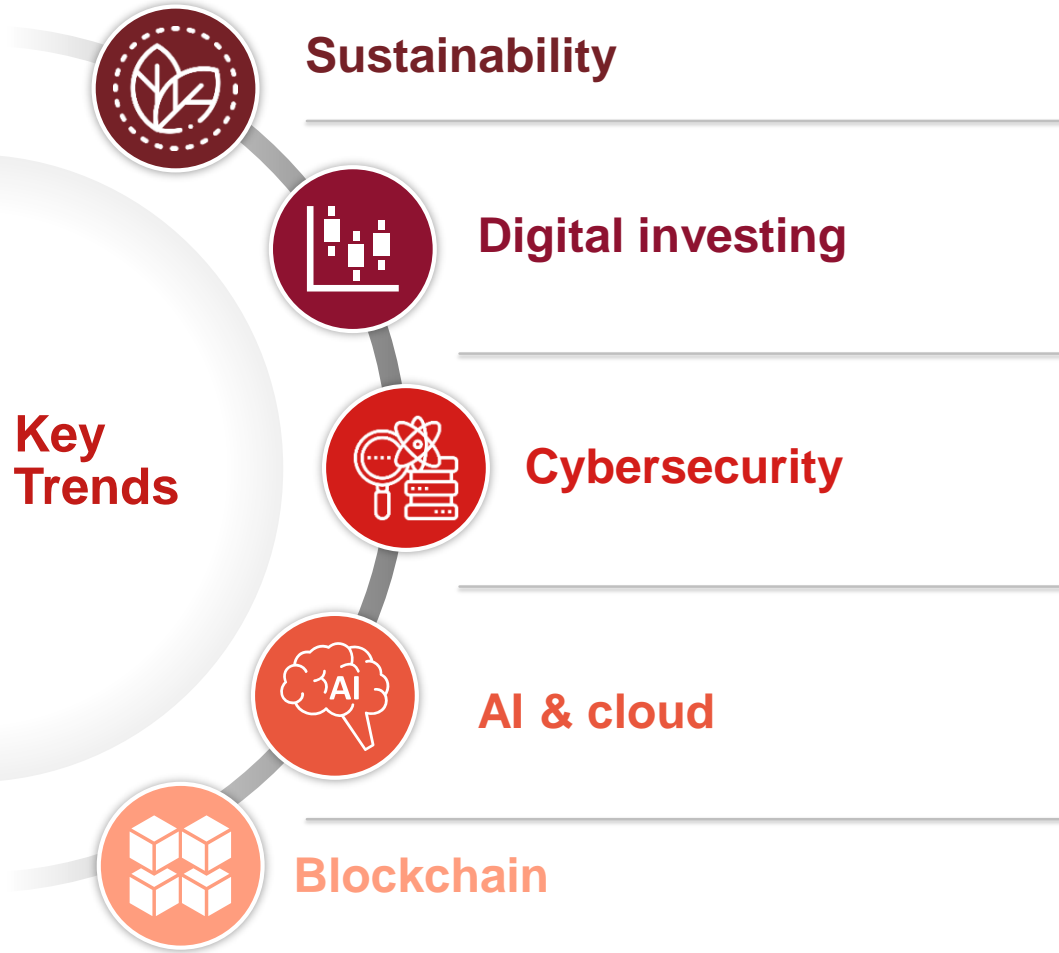 Sustainability
Digital investing
Key
Trends
Cybersecurity
AI
AI & cloud
Blockchain